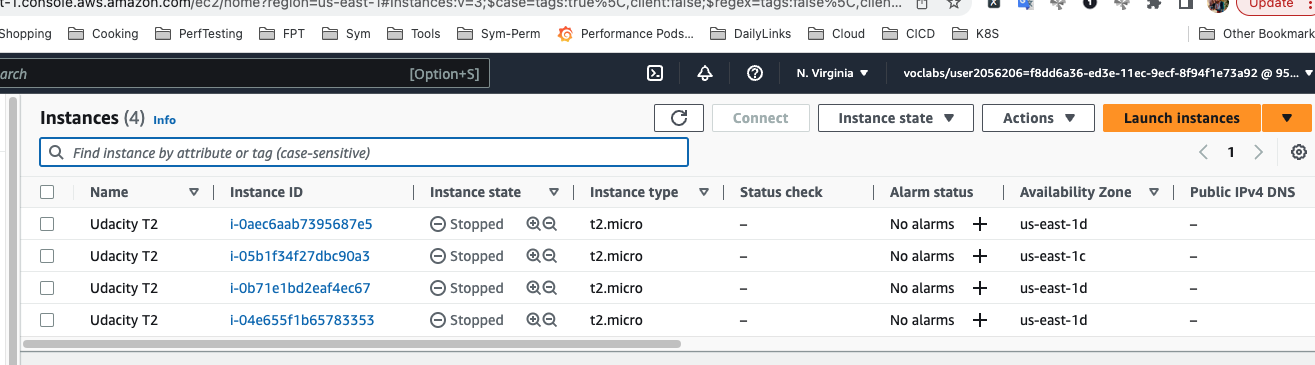 t-1.console.aws.amazon.com/ec2/home?region=us-east-1#Instances:v=3;$case=tags:true%5C,client:false;$regex=tags:false%5C,clien...
Update
Shopping Cooking PerfTesting FPT Sym Tools Sym-Perm Performance Pods... DailyLinks Cloud CICD K8S Other Bookmark
arch [Option+S] N. Virginia voclabs/user2056206=f8dd6a36-ed3e-11ec-9ecf-8f94f1e73a92 @ 95...
Instances (4) Info Connect Instance state Actions Launch instances
Find instance by attribute or tag (case-sensitive) 1
Name Instance ID Instance state Instance type Status check Alarm status Availability Zone Public IPv4 DNS
Udacity T2 i-0aec6aab7395687e5 Stopped t2.micro – No alarms + us-east-1d –
Udacity T2 i-05b1f34f27dbc90a3 Stopped t2.micro – No alarms + us-east-1c –
Udacity T2 i-0b71e1bd2eaf4ec67 Stopped t2.micro – No alarms + us-east-1d –
Udacity T2 i-04e655f1b65783353 Stopped t2.micro – No alarms + us-east-1d –